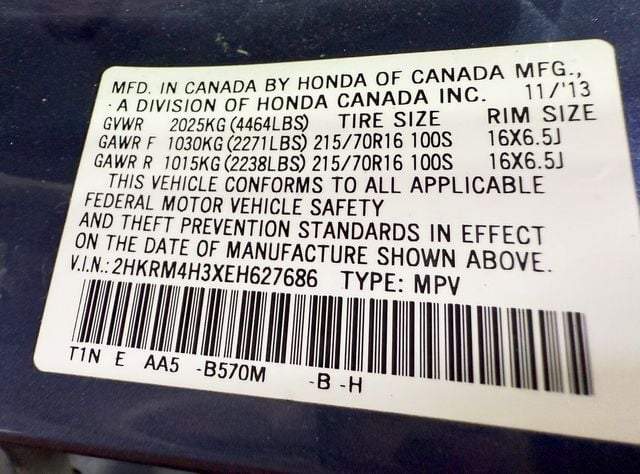 MFD. IN CANADA BY HONDA OF CANADA MFG.,
A DIVISION OF HONDA CANADA INC. 11/'13
GVWR 2025KG (4464LBS) TIRE SIZE RIM SIZE
GAWR F 1030KG (2271LBS) 215/70R16 100S 16X6.5J
GAWR R 1015KG (2238LBS) 215/70R16 100S 16X6.5J
THIS VEHICLE CONFORMS TO ALL APPLICABLE
FEDERAL MOTOR VEHICLE SAFETY
AND THEFT PREVENTION STANDARDS IN EFFECT
ON THE DATE OF MANUFACTURE SHOWN ABOVE.
V.I.N.: 2HKRM4H3XEH627686 TYPE: MPV
T1N E AA5 -B570M -B -H